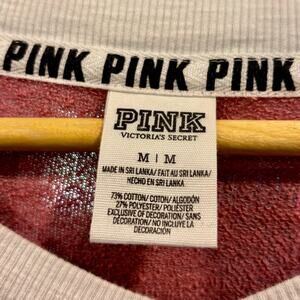 PINK PINK PINK
PINK
VICTORIA'S SECRET
M | M
MADE IN SRI LANKA/ FAIT AU SRI LANKA/
HECHO EN SRI LANKA
73% COTTON/ COTON/ ALGODÓN
27% POLYESTER/ POLIÉSTER
EXCLUSIVE OF DECORATION/ SANS
DÉCORATION/ NO INCLUYE LA
DECORACIÓN